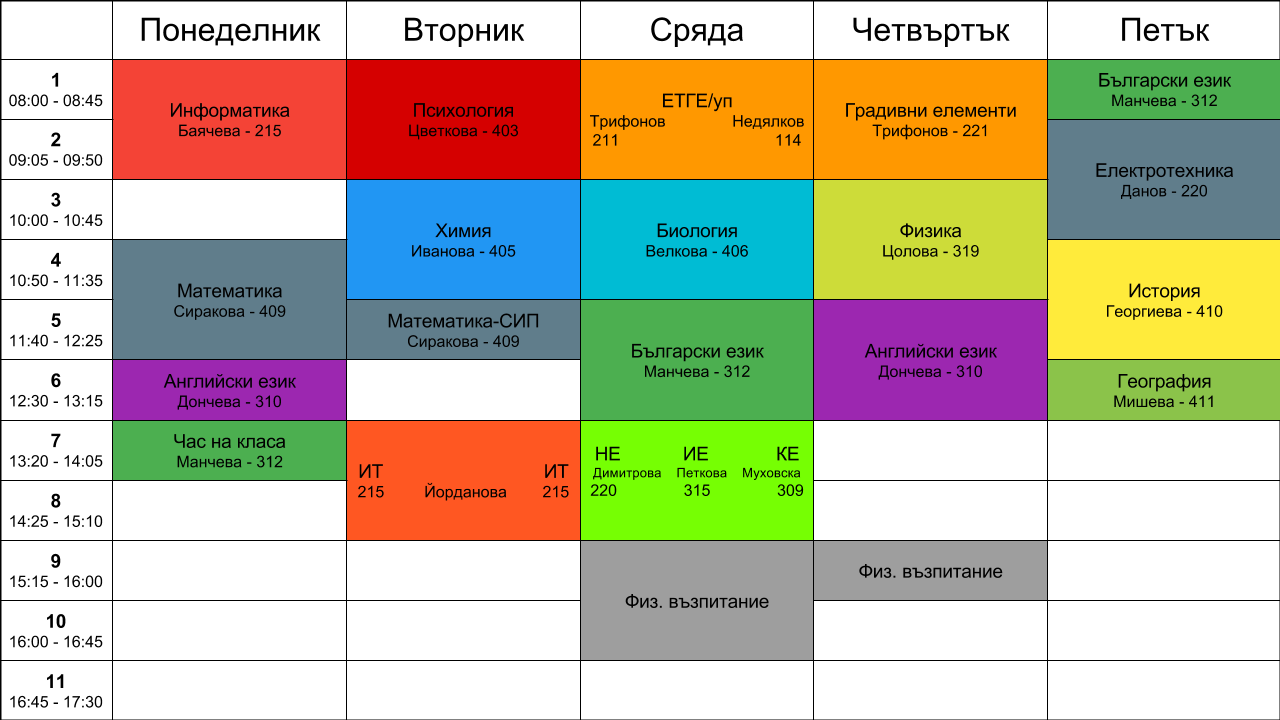 Понеделник Вторник Сряда Четвъртък Петък
1
08:00 - 08:45
2
09:05 - 09:50
3
10:00 - 10:45
4
10:50 - 11:35
5
11:40 - 12:25
6
12:30 - 13:15
7
13:20 - 14:05
8
14:25 - 15:10
9
15:15 - 16:00
10
16:00 - 16:45
11
16:45 - 17:30
Информатика
Баячева - 215
Математика
Сиракова - 409
Английски език
Дончева - 310
Час на класа
Манчева - 312
Психология
Цветкова - 403
Химия
Иванова - 405
Математика-СИП
Сиракова - 409
ИТ ИТ
215 Йорданова 215
ЕТГЕ/уп
Трифонов Недялков
211 114
Биология
Велкова - 406
Български език
Манчева - 312
НЕ ИЕ КЕ
Димитрова Петкова Муховска
220 315 309
Физ. възпитание
Градивни елементи
Трифонов - 221
Физика
Цолова - 319
Английски език
Дончева - 310
Физ. възпитание
Български език
Манчева - 312
Електротехника
Данов - 220
История
Георгиева - 410
География
Мишева - 411